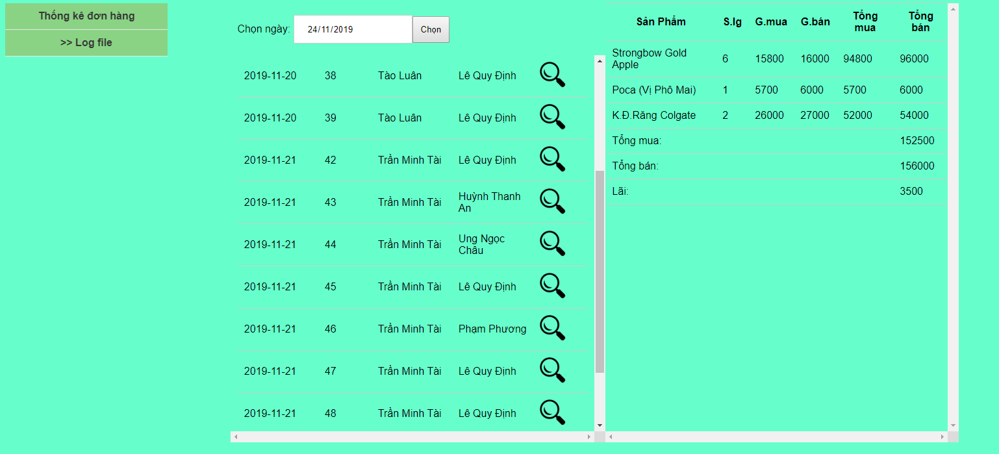 Thống kê đơn hàng
>> Log file
Chọn ngày: 24/11/2019 Chọn
2019-11-20 38 Tào Luân Lê Quy Định
2019-11-20 39 Tào Luân Lê Quy Định
2019-11-21 42 Trần Minh Tài Lê Quy Định
2019-11-21 43 Trần Minh Tài Huỳnh Thanh An
2019-11-21 44 Trần Minh Tài Ung Ngọc Châu
2019-11-21 45 Trần Minh Tài Lê Quy Định
2019-11-21 46 Trần Minh Tài Phạm Phương
2019-11-21 47 Trần Minh Tài Lê Quy Định
2019-11-21 48 Trần Minh Tài Lê Quy Định
Sản Phẩm S.lg G.mua G.bán Tổng mua Tổng bán
Strongbow Gold Apple 6 15800 16000 94800 96000
Poca (Vị Phô Mai) 1 5700 6000 5700 6000
K.Đ.Răng Colgate 2 26000 27000 52000 54000
Tổng mua: 152500
Tổng bán: 156000
Lãi: 3500